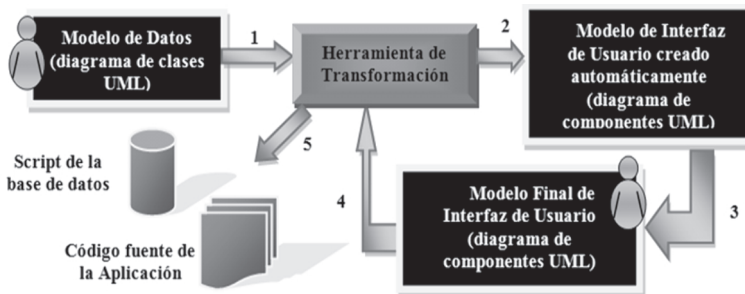 Modelo de Datos
(diagrama de clases
UML)
1
Herramienta de
Transformación
2
Modelo de Interfaz
de Usuario creado
automáticamente
(diagrama de
componentes UML)
3
Modelo Final de
Interfaz de Usuario
(diagrama de
componentes UML)
4
5
Script de la
base de datos
Código fuente de
la Aplicación